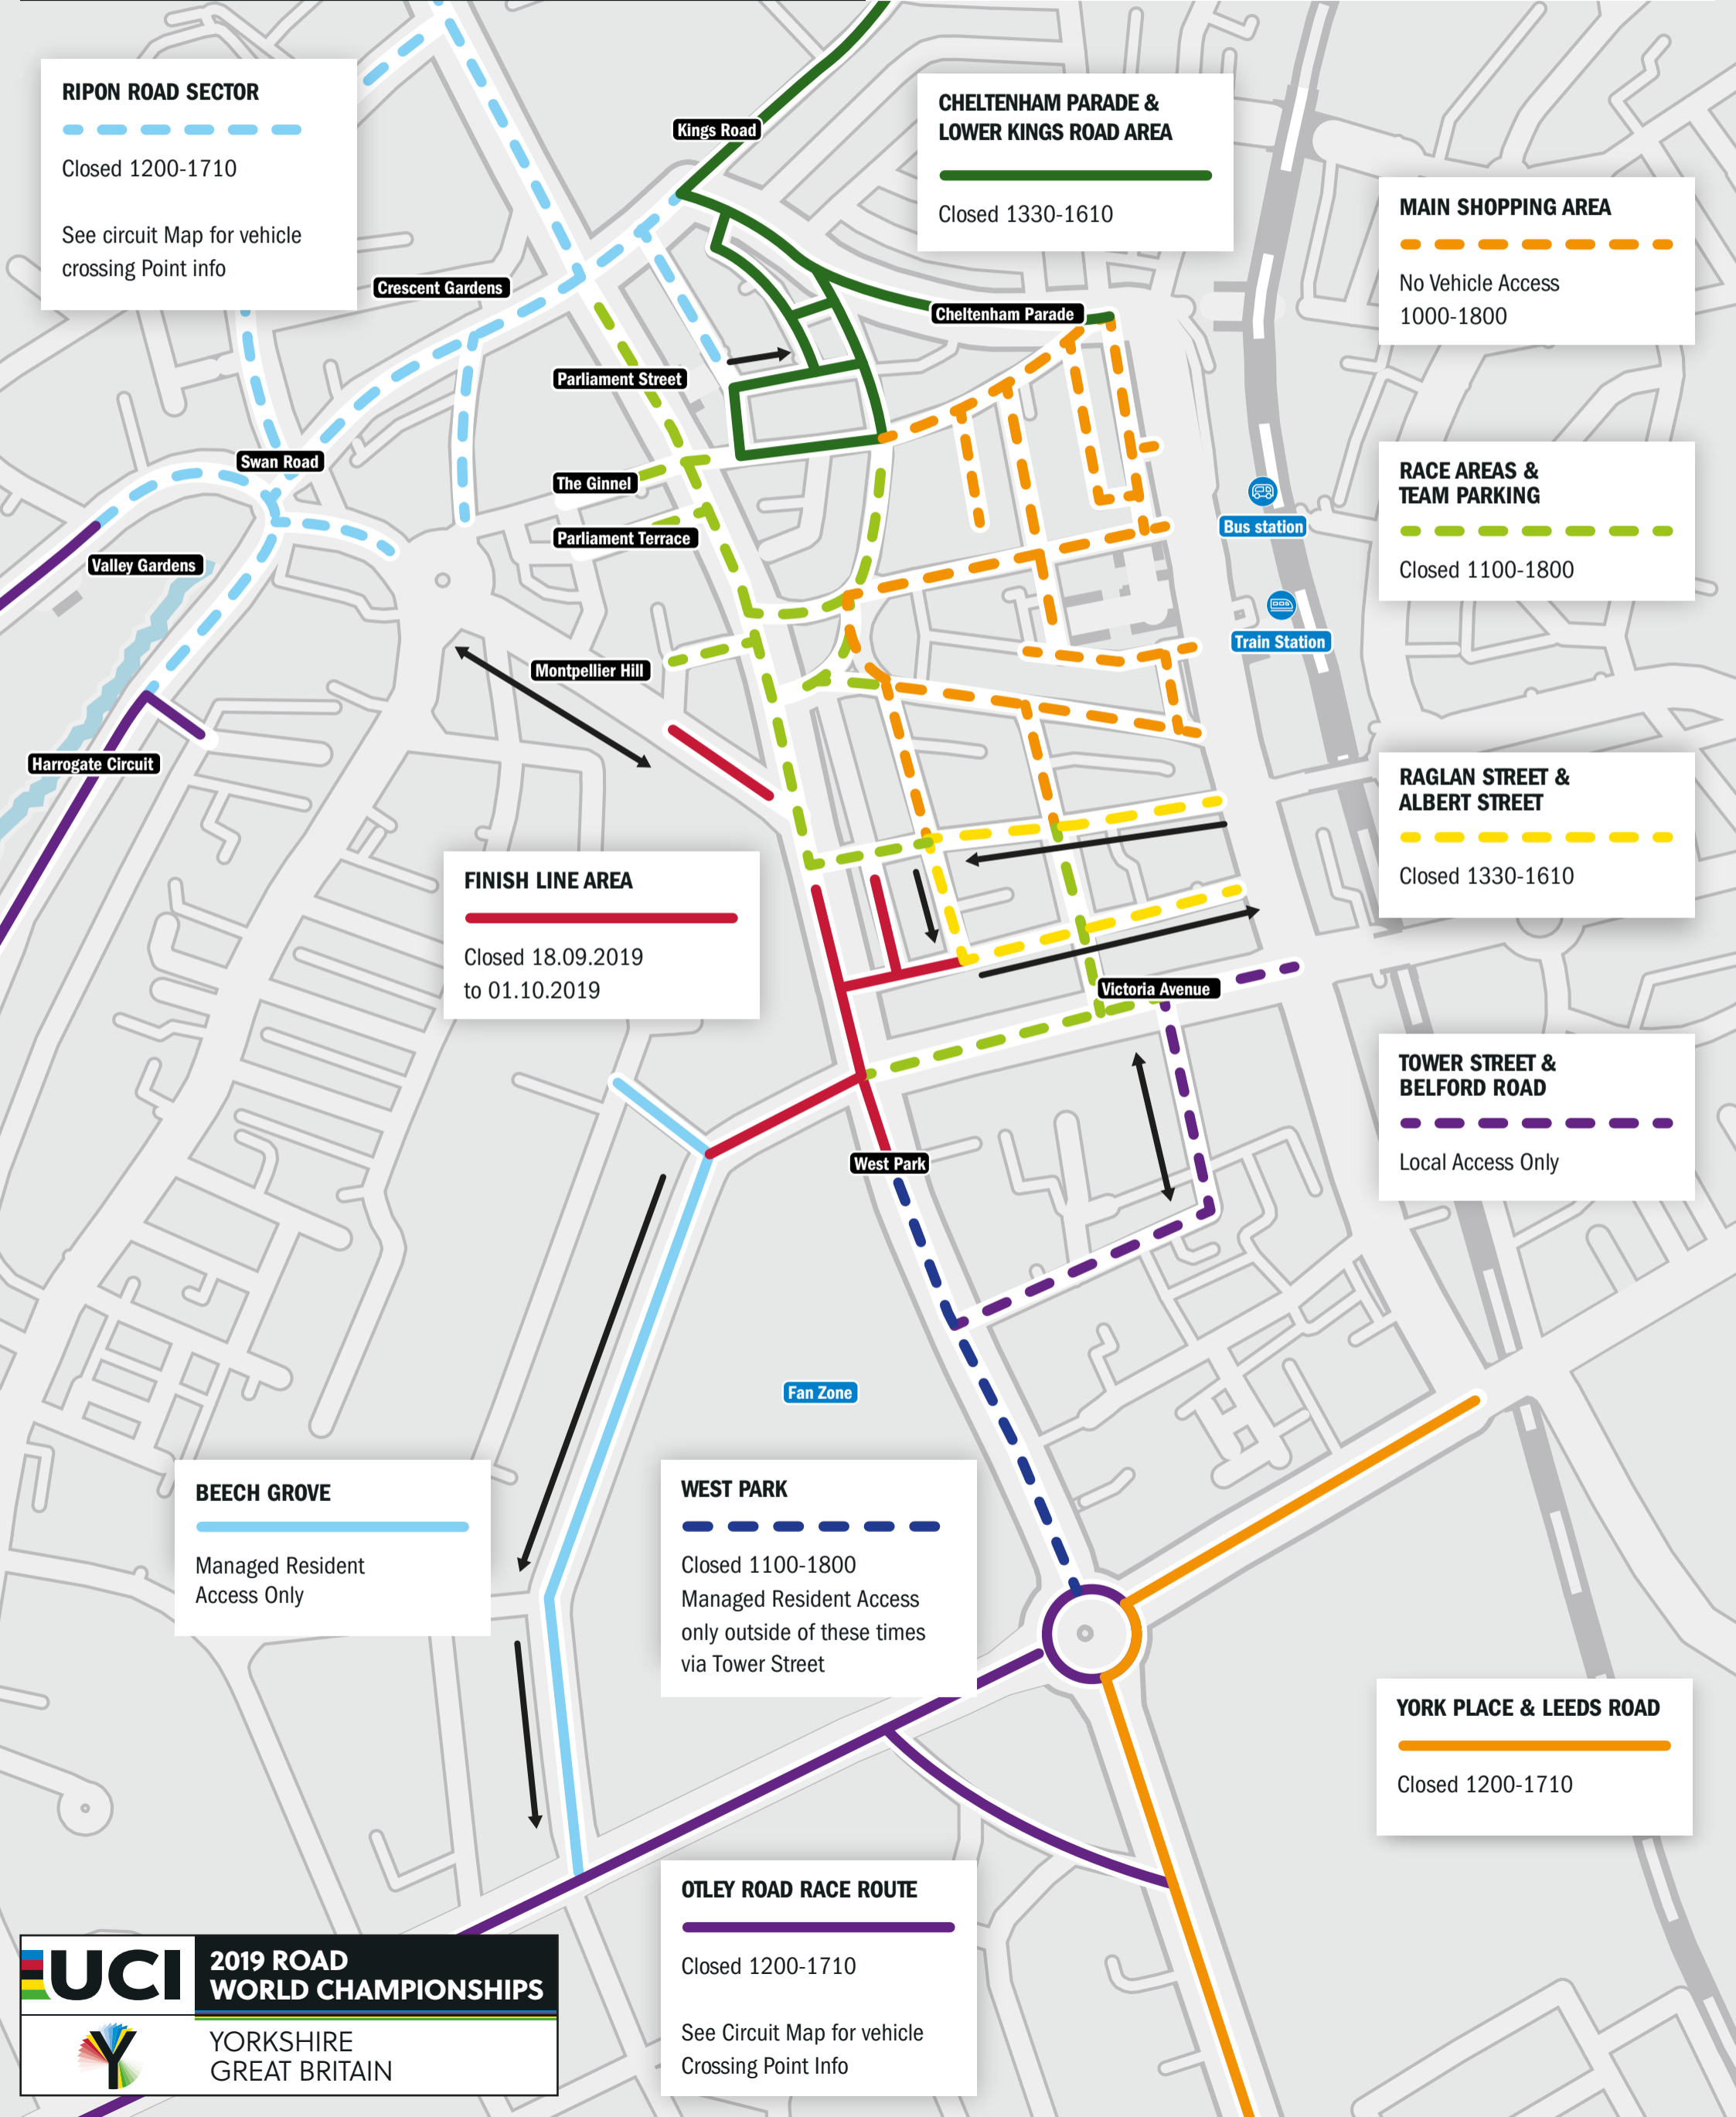 RIPON ROAD SECTOR
Closed 1200-1710
See circuit Map for vehicle
crossing Point info
Kings Road
CHELTENHAM PARADE &
LOWER KINGS ROAD AREA
Closed 1330-1610
MAIN SHOPPING AREA
No Vehicle Access
1000-1800
Crescent Gardens
Cheltenham Parade
Parliament Street
Swan Road
The Ginnel
Parliament Terrace
Valley Gardens
Montpellier Hill
Harrogate Circuit
Bus station
Train Station
RACE AREAS &
TEAM PARKING
Closed 1100-1800
RAGLAN STREET &
ALBERT STREET
Closed 1330-1610
FINISH LINE AREA
Closed 18.09.2019
to 01.10.2019
Victoria Avenue
TOWER STREET &
BELFORD ROAD
Local Access Only
West Park
Fan Zone
BEECH GROVE
Managed Resident
Access Only
WEST PARK
Closed 1100-1800
Managed Resident Access
only outside of these times
via Tower Street
YORK PLACE & LEEDS ROAD
Closed 1200-1710
OTLEY ROAD RACE ROUTE
Closed 1200-1710
See Circuit Map for vehicle
Crossing Point Info
UCI
2019 ROAD
WORLD CHAMPIONSHIPS
Y
YORKSHIRE
GREAT BRITAIN